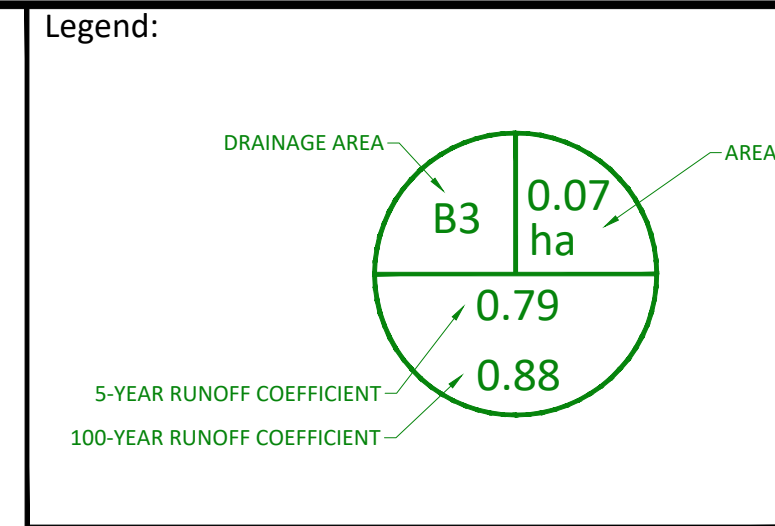 Legend:
DRAINAGE AREA
AREA
B3
0.07
ha
0.79
0.88
5-YEAR RUNOFF COEFFICIENT
100-YEAR RUNOFF COEFFICIENT